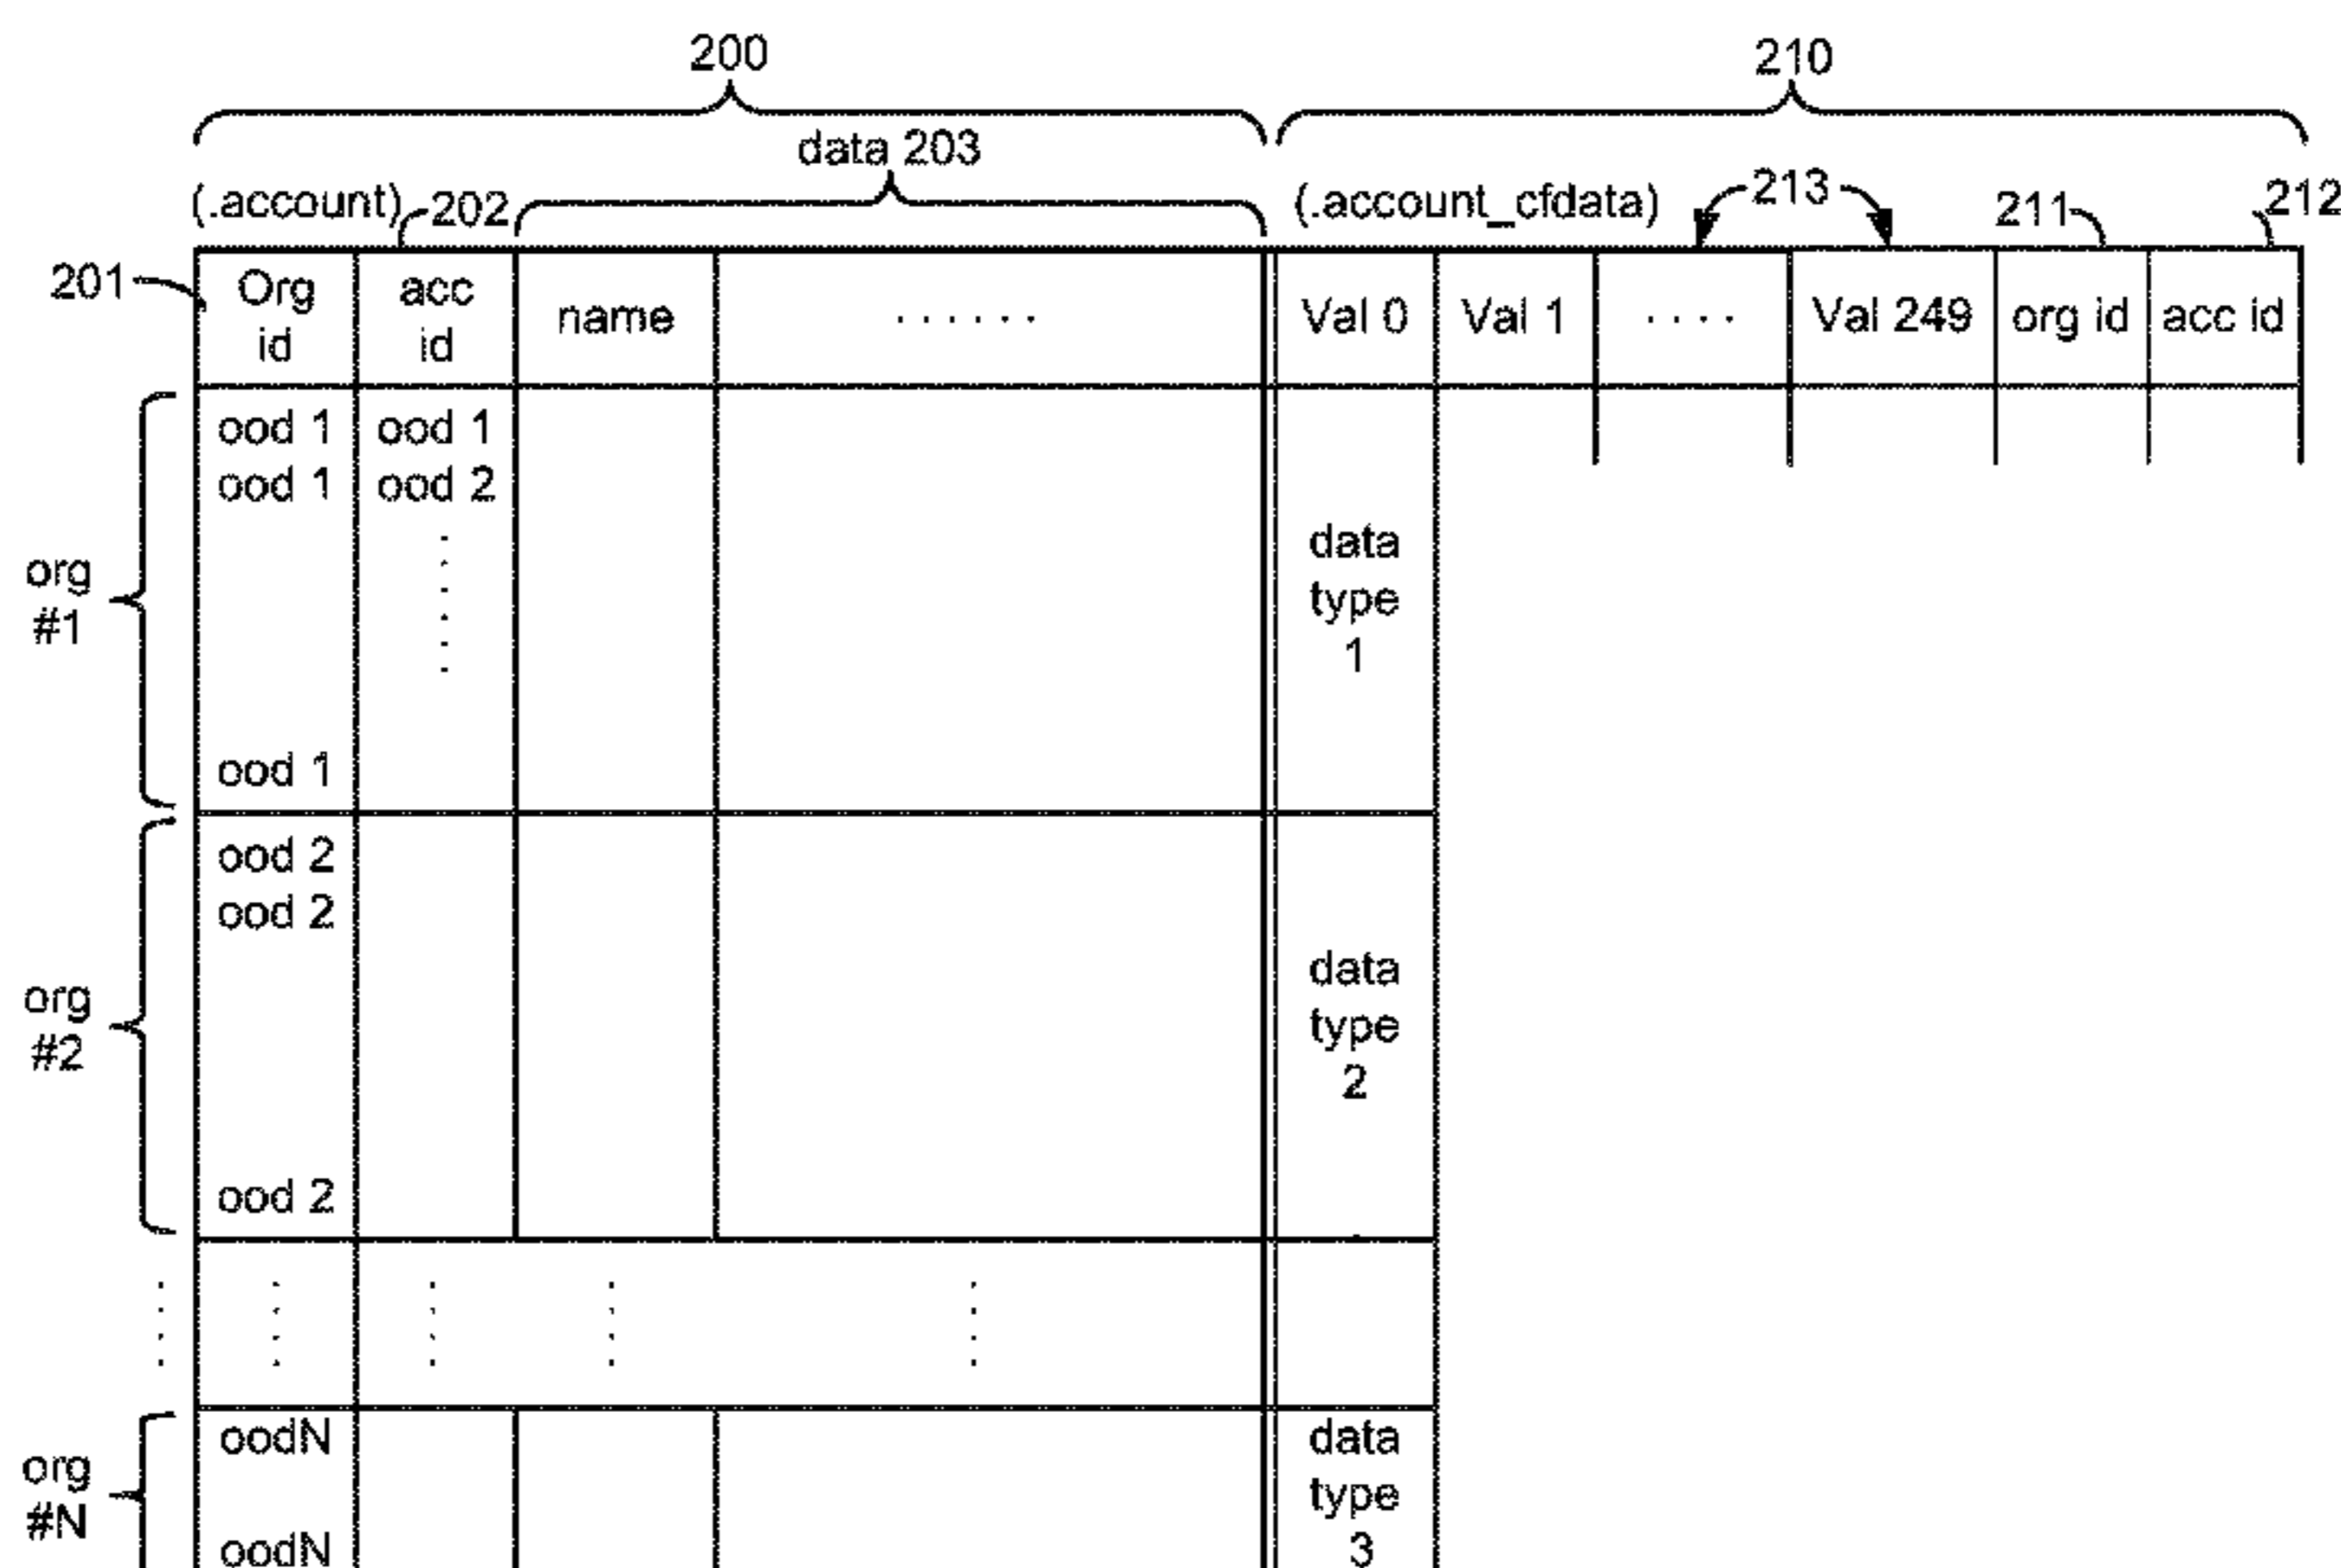 200
210
data 203
(.account)
202
(.account_cfdata)
213
211
212
201
Org id
acc id
name
......
Val 0
Val 1
....
Val 249
org id
acc id
org #1
ood 1
ood 1
ood 1
ood 2
ood 1
data type 1
org #2
ood 2
ood 2
ood 2
data type 2
org #N
oodN
oodN
data type 3